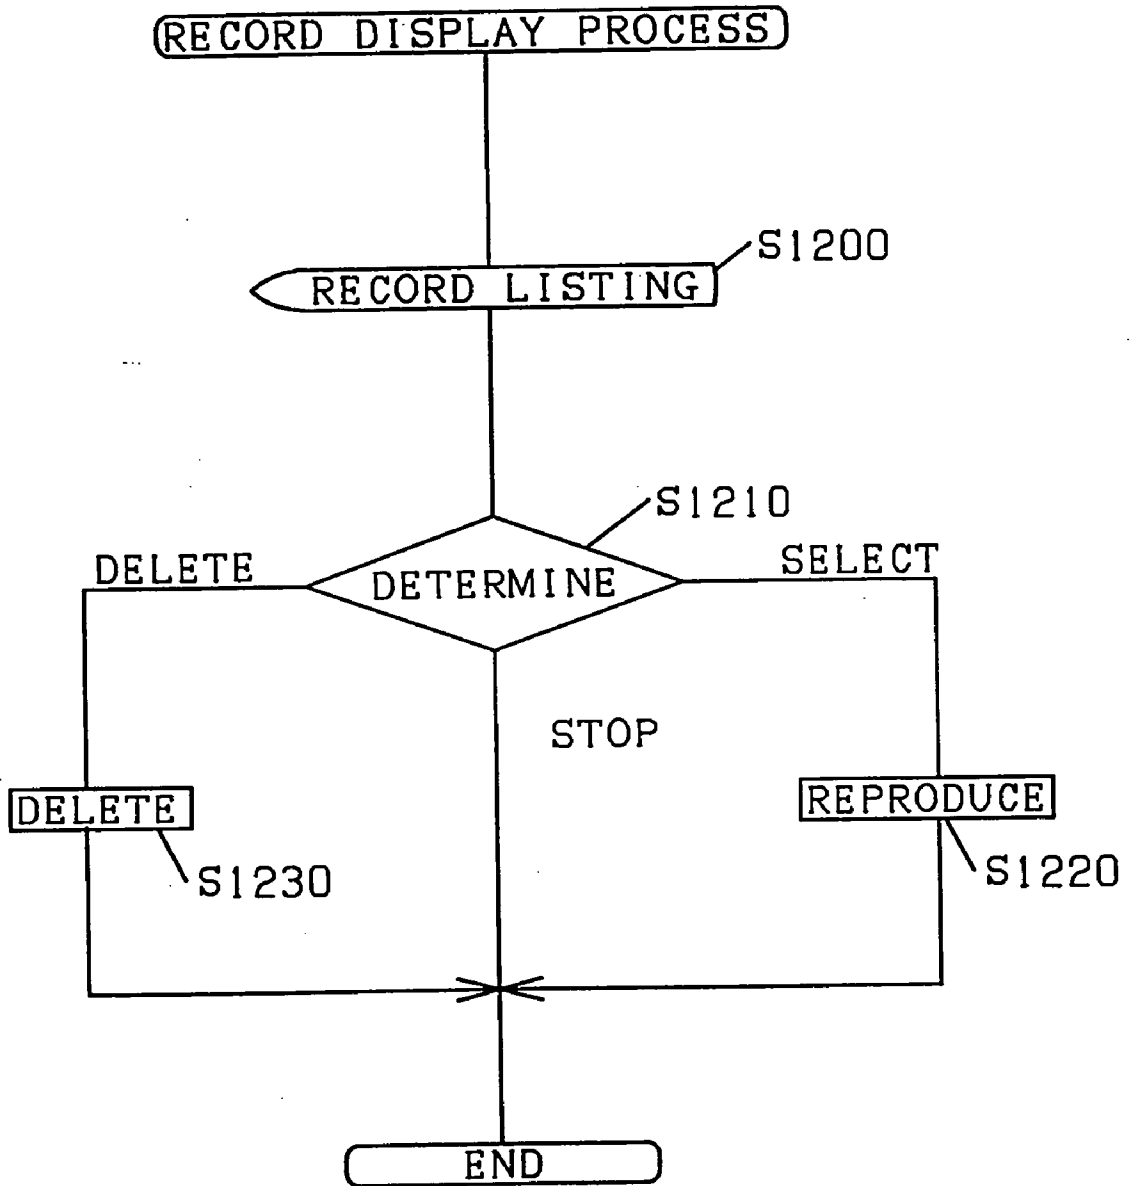 RECORD DISPLAY PROCESS
S1200
RECORD LISTING
S1210
DELETE
DETERMINE
SELECT
STOP
DELETE
REPRODUCE
S1230
S1220
END